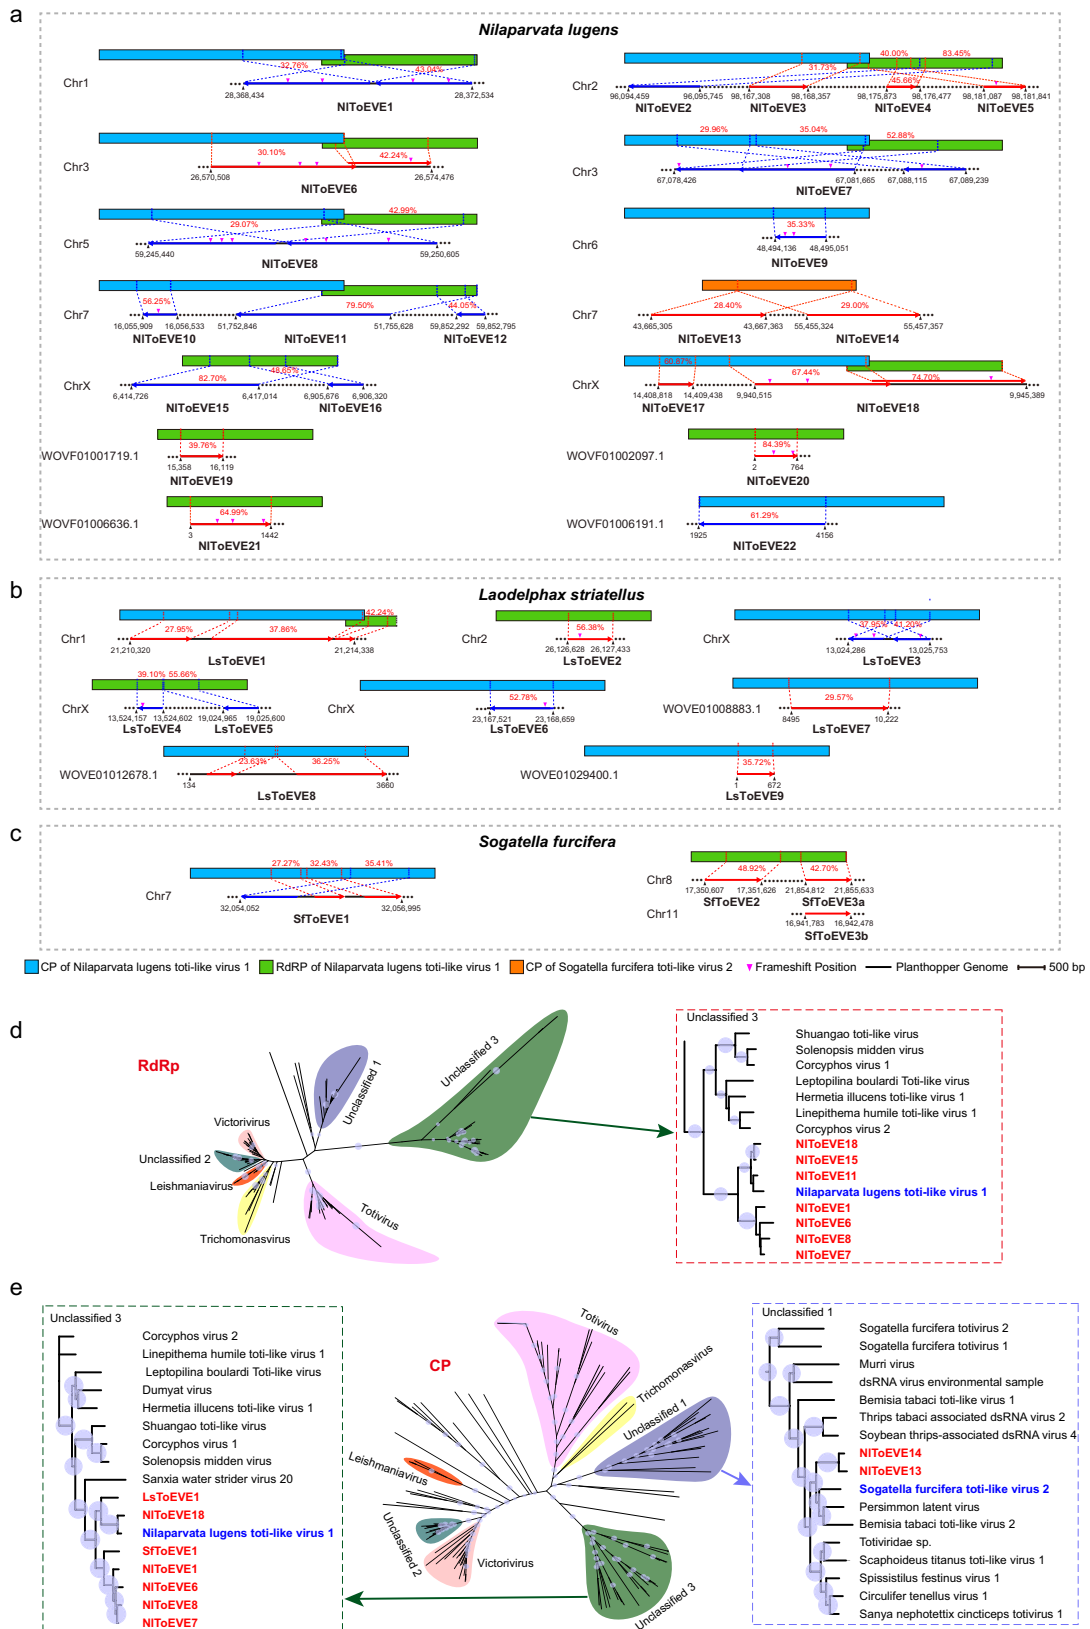 a
Nilaparvata lugens
Chr1
32.76%
43.04%
28,368,434
28,372,534
NlToEVE1
Chr2
31.73%
40.00%
45.66%
83.45%
96,094,459
96,095,745
98,167,308
98,168,357
98,175,873
98,176,477
98,181,087
98,181,841
NlToEVE2
NlToEVE3
NlToEVE4
NlToEVE5
Chr3
30.10%
42.24%
26,570,508
26,574,476
NlToEVE6
Chr3
29.96%
35.04%
52.88%
67,078,426
67,081,665
67,088,115
67,089,239
NlToEVE7
Chr5
29.07%
42.99%
59,245,440
59,250,605
NlToEVE8
Chr6
35.33%
48,494,136
48,495,051
NlToEVE9
Chr7
56.25%
79.50%
44.05%
16,055,909
16,056,533
51,752,846
51,755,628
59,852,292
59,852,795
NlToEVE10
NlToEVE11
NlToEVE12
Chr7
28.40%
29.00%
43,665,305
43,667,363
55,455,324
55,457,357
NlToEVE13
NlToEVE14
ChrX
82.70%
48.65%
6,414,726
6,417,014
6,905,676
6,906,320
NlToEVE15
NlToEVE16
ChrX
60.87%
67.44%
74.70%
14,408,818
14,409,438
9,940,515
9,945,389
NlToEVE17
NlToEVE18
WOVF01001719.1
39.76%
15,358
16,119
NlToEVE19
WOVF01002097.1
84.39%
2
764
NlToEVE20
WOVF01006636.1
64.99%
3
1442
NlToEVE21
WOVF01006191.1
61.29%
1925
4156
NlToEVE22
b
Laodelphax striatellus
Chr1
27.95%
37.86%
42.24%
21,210,320
21,214,338
LsToEVE1
Chr2
56.38%
26,126,628
26,127,433
LsToEVE2
ChrX
37.95%
41.20%
13,024,286
13,025,753
LsToEVE3
ChrX
39.10%
55.66%
13,524,157
13,524,602
19,024,965
19,025,600
LsToEVE4
LsToEVE5
ChrX
52.78%
23,167,521
23,168,659
LsToEVE6
WOVE01008883.1
29.57%
8495
10,222
LsToEVE7
WOVE01012678.1
23.63%
36.25%
134
3660
LsToEVE8
WOVE01029400.1
35.72%
1
672
LsToEVE9
c
Sogatella furcifera
Chr7
27.27%
32.43%
35.41%
32,054,052
32,056,995
SfToEVE1
Chr8
48.92%
42.70%
17,350,607
17,351,626
21,854,812
21,855,633
SfToEVE2
SfToEVE3a
Chr11
16,941,783
16,942,478
SfToEVE3b
CP of Nilaparvata lugens toti-like virus 1
RdRP of Nilaparvata lugens toti-like virus 1
CP of Sogatella furcifera toti-like virus 2
Frameshift Position
Planthopper Genome
500 bp
d
RdRp
Victorivirus
Unclassified 2
Leishmaniavirus
Trichomonasvirus
Unclassified 1
Unclassified 3
Totivirus
Unclassified 3
Shuangao toti-like virus
Solenopsis midden virus
Corcyphos virus 1
Leptopilina boulardi Toti-like virus
Hermetia illucens toti-like virus 1
Linepithema humile toti-like virus 1
Corcyphos virus 2
NlToEVE18
NlToEVE15
NlToEVE11
Nilaparvata lugens toti-like virus 1
NlToEVE1
NlToEVE6
NlToEVE8
NlToEVE7
e
Unclassified 3
Corcyphos virus 2
Linepithema humile toti-like virus 1
Leptopilina boulardi Toti-like virus
Dumyat virus
Hermetia illucens toti-like virus 1
Shuangao toti-like virus
Corcyphos virus 1
Solenopsis midden virus
Sanxia water strider virus 20
LsToEVE1
NlToEVE18
Nilaparvata lugens toti-like virus 1
SfToEVE1
NlToEVE1
NlToEVE6
NlToEVE8
NlToEVE7
CP
Totivirus
Trichomonasvirus
Unclassified 1
Leishmaniavirus
Unclassified 2
Victorivirus
Unclassified 3
Unclassified 1
Sogatella furcifera totivirus 2
Sogatella furcifera totivirus 1
Murri virus
dsRNA virus environmental sample
Bemisia tabaci toti-like virus 1
Thrips tabaci associated dsRNA virus 2
Soybean thrips-associated dsRNA virus 4
NlToEVE14
NlToEVE13
Sogatella furcifera toti-like virus 2
Persimmon latent virus
Bemisia tabaci toti-like virus 2
Totiviridae sp.
Scaphoideus titanus toti-like virus 1
Spissistilus festinus virus 1
Circulifer tenellus virus 1
Sanya nephotettix cincticeps totivirus 1